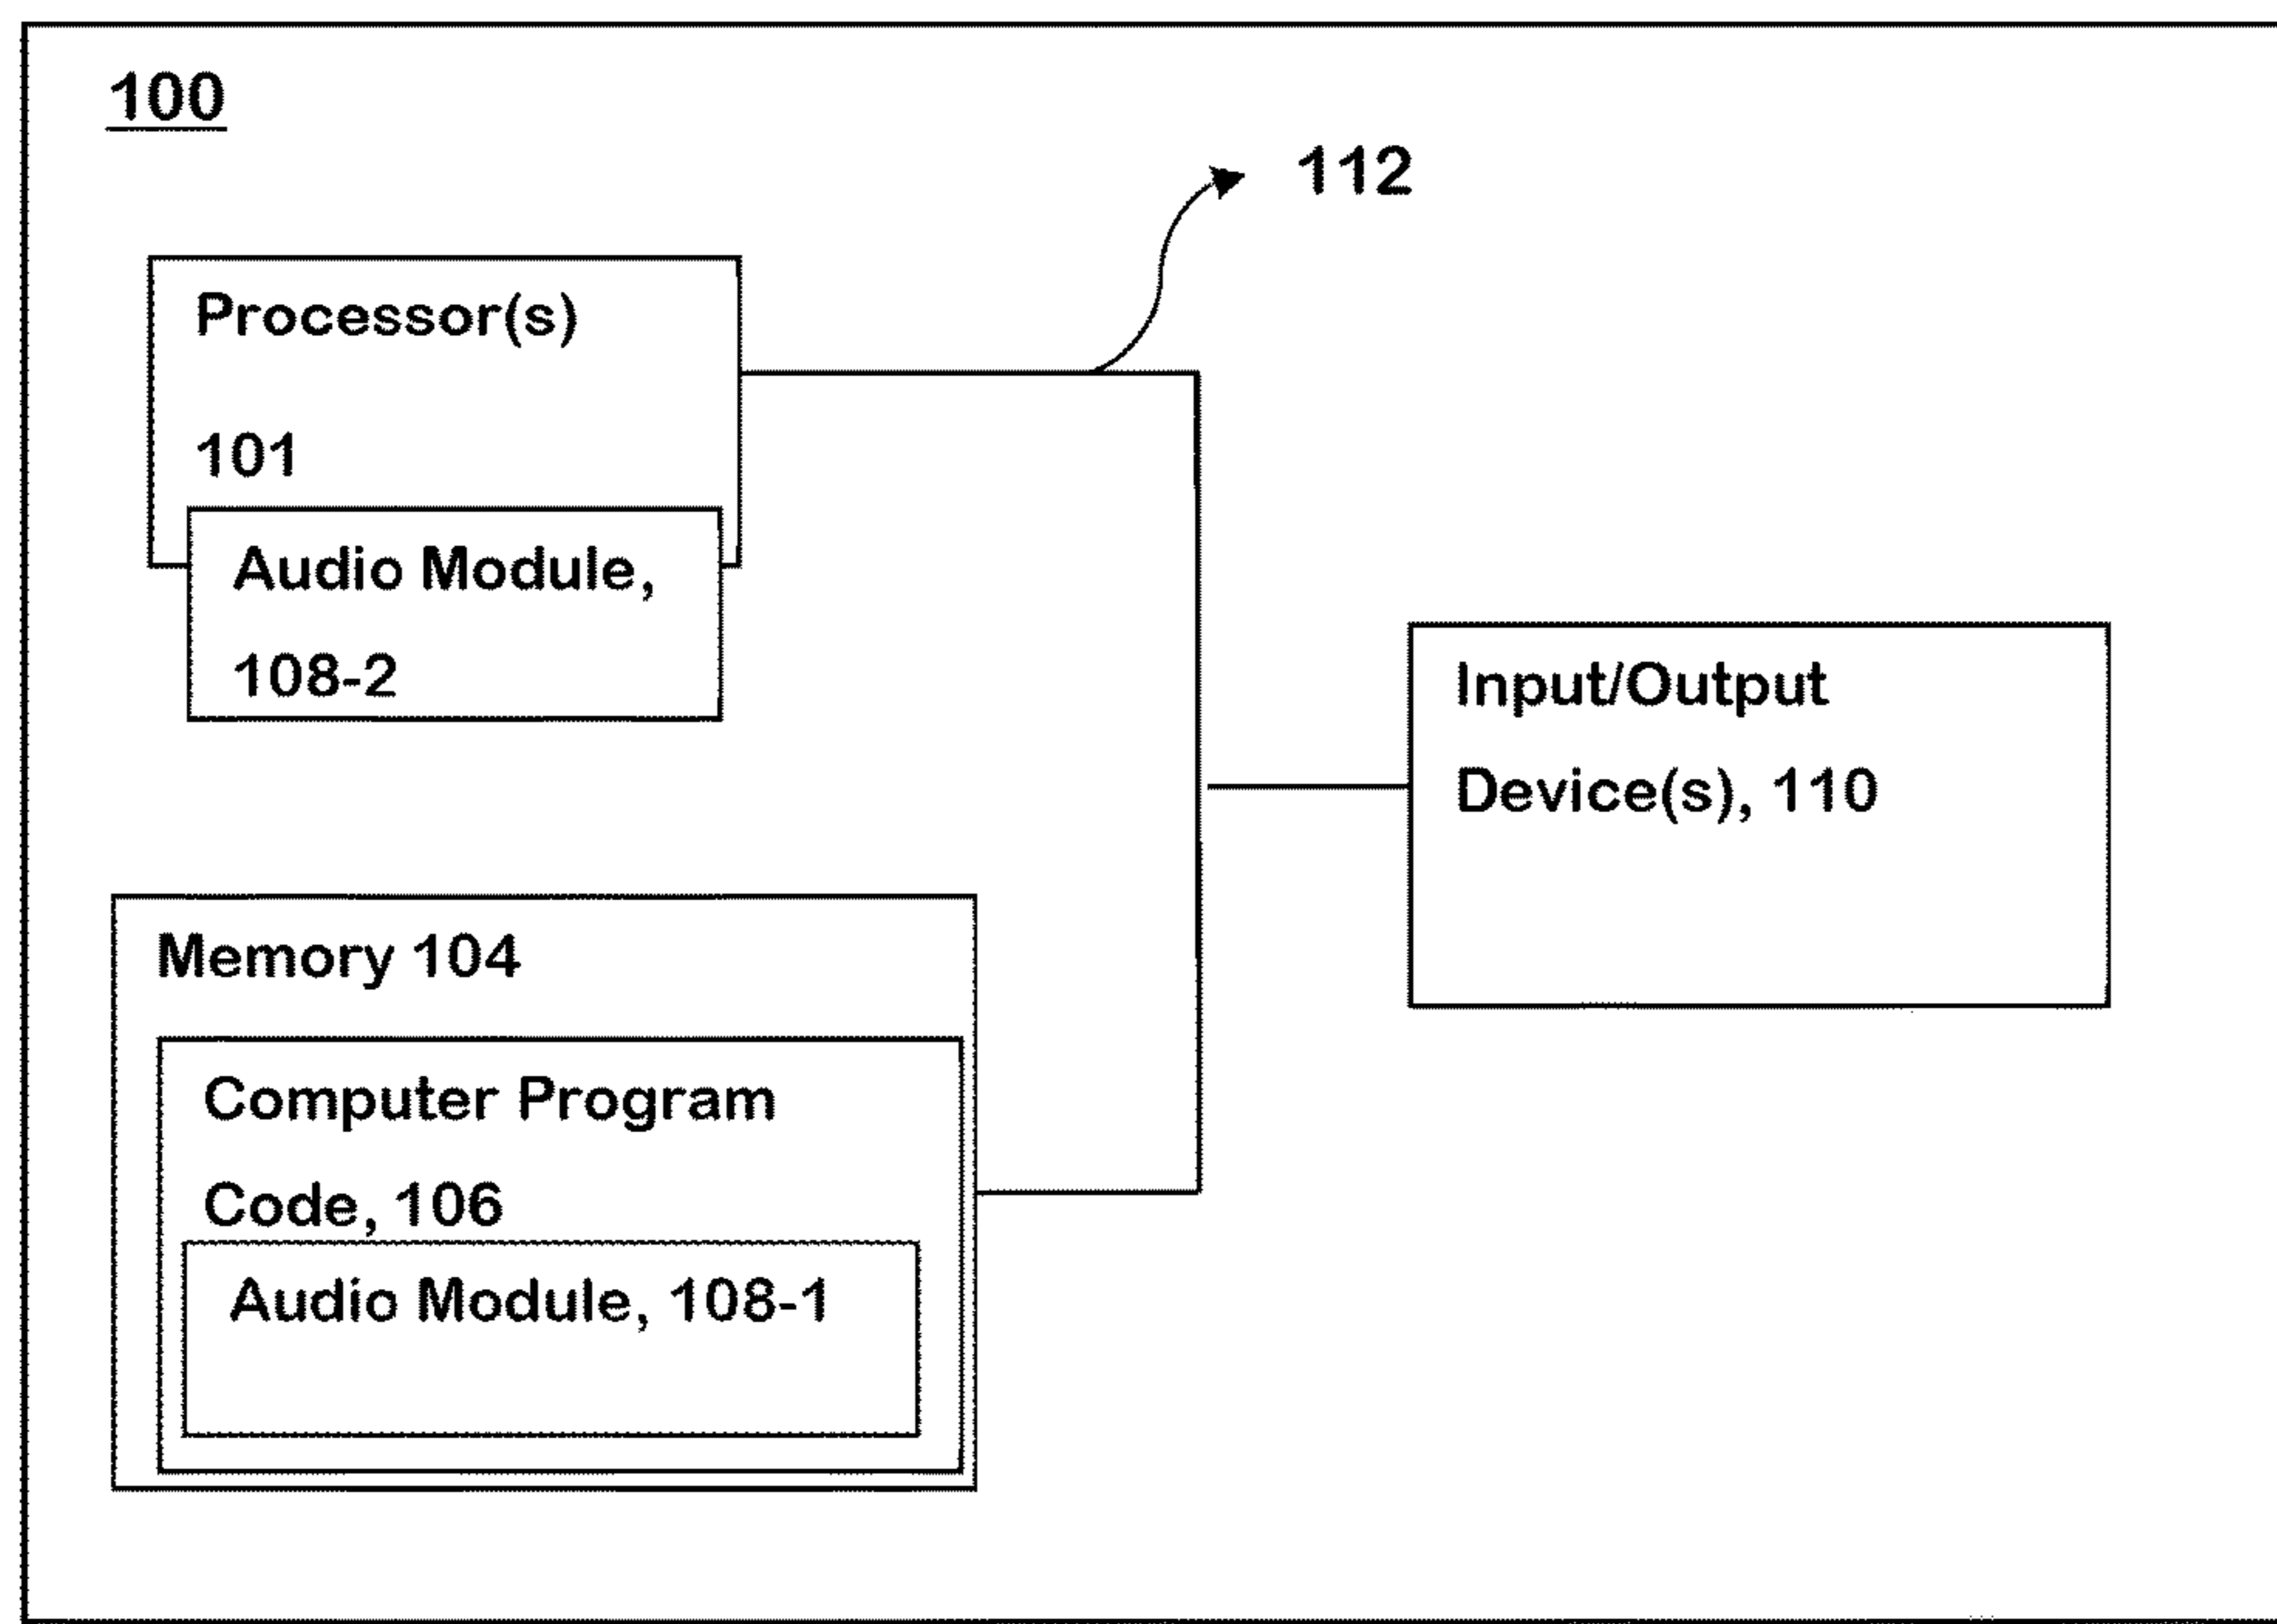 100
112
Processor(s)
101
Audio Module,
108-2
Input/Output
Device(s), 110
Memory 104
Computer Program
Code, 106
Audio Module, 108-1